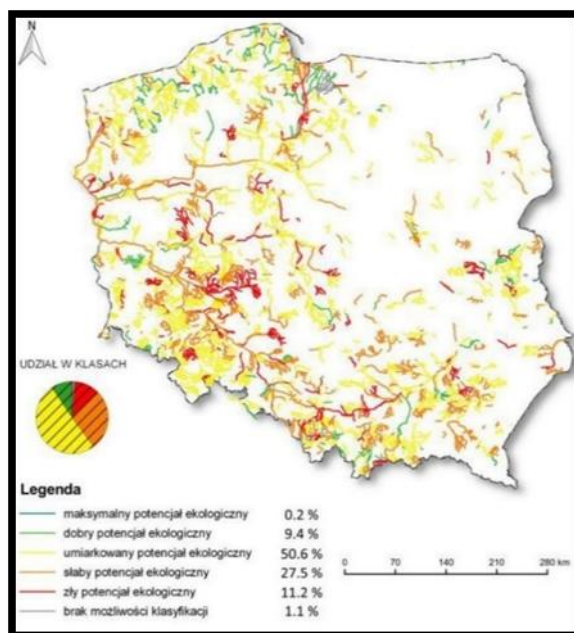 N
UDZIAŁ W KLASACH
Legenda
maksymalny potencjał ekologiczny 0.2 %
dobry potencjał ekologiczny 9.4 %
umiarkowany potencjał ekologiczny 50.6 %
słaby potencjał ekologiczny 27.5 %
zły potencjał ekologiczny 11.2 %
brak możliwości klasyfikacji 1.1 %
0 70 140 210 280 km